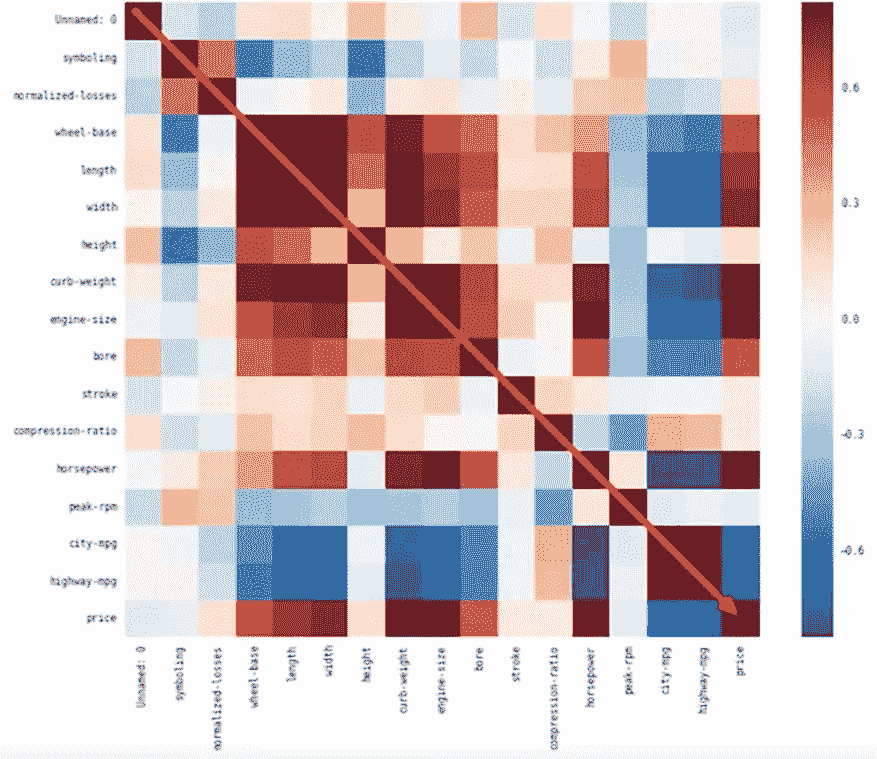 Unnamed: 0
symboling
normalized-losses
wheel-base
length
width
height
curb-weight
engine-size
bore
stroke
compression-ratio
horsepower
peak-rpm
city-mpg
highway-mpg
price
0.6
0.3
0.0
-0.3
-0.6
Unnamed: 0
symboling
normalized-losses
wheel-base
length
width
height
curb-weight
engine-size
bore
stroke
compression-ratio
horsepower
peak-rpm
city-mpg
highway-mpg
price